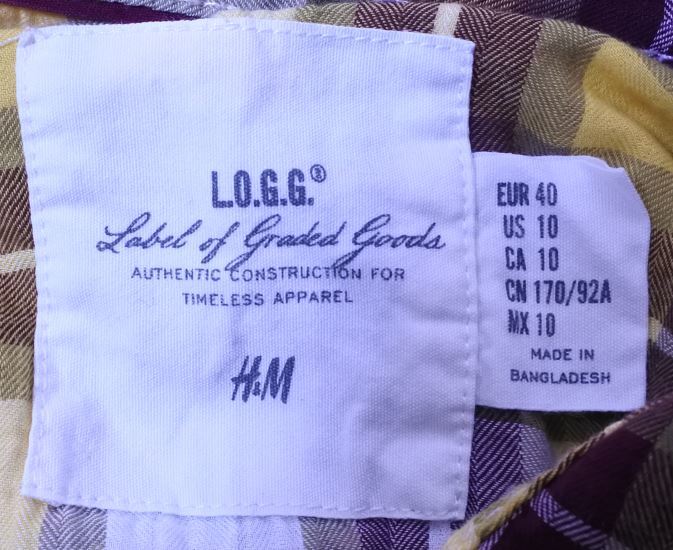 L.O.G.G.®
Label of Graded Goods
AUTHENTIC CONSTRUCTION FOR
TIMELESS APPAREL
H&M
EUR 40
US 10
CA 10
CN 170/92A
MX 10
MADE IN
BANGLADESH